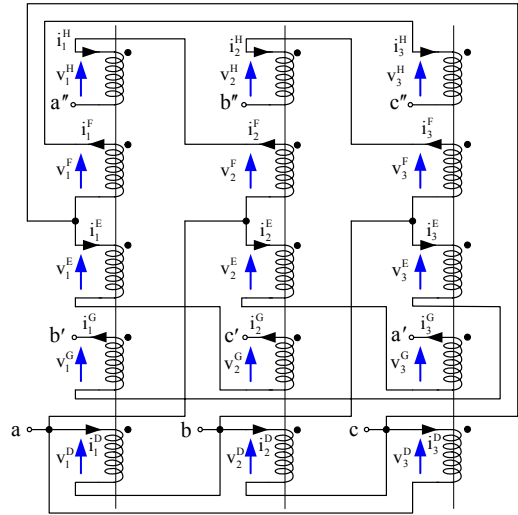 i₁ᴴ i₂ᴴ i₃ᴴ
v₁ᴴ v₂ᴴ v₃ᴴ
a″ b″ c″
i₁ꟳ i₂ꟳ i₃ꟳ
v₁ꟳ v₂ꟳ v₃ꟳ
i₁ᴱ i₂ᴱ i₃ᴱ
v₁ᴱ v₂ᴱ v₃ᴱ
b′ i₁ᴳ c′ i₂ᴳ a′ i₃ᴳ
v₁ᴳ v₂ᴳ v₃ᴳ
a b c
v₁ᴰ i₁ᴰ v₂ᴰ i₂ᴰ v₃ᴰ i₃ᴰ